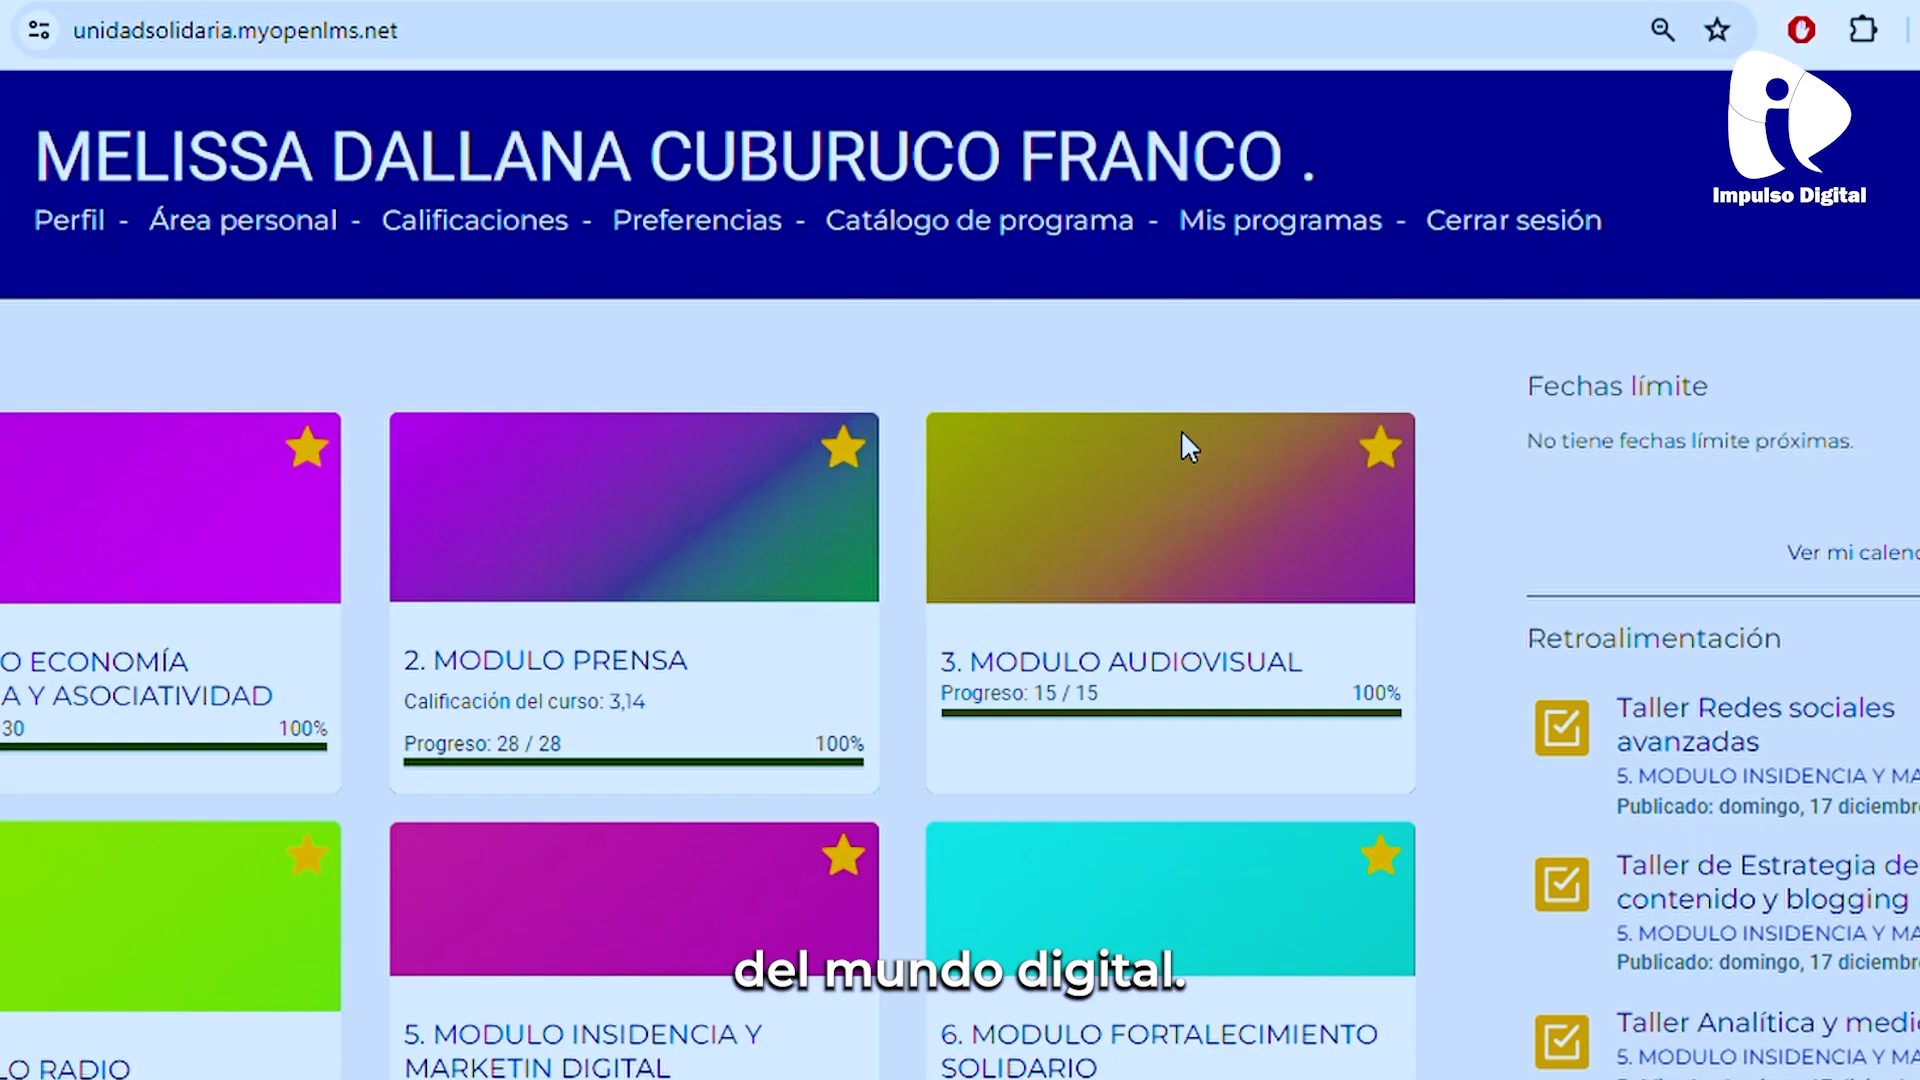 unidadsolidaria.myopenlms.net
MELISSA DALLANA CUBURUCO FRANCO .
Impulso Digital
Perfil - Área personal - Calificaciones - Preferencias - Catálogo de programa - Mis programas - Cerrar sesión
Fechas límite
No tiene fechas límite próximas.
Ver mi calend
O ECONOMÍA
A Y ASOCIATIVIDAD
30 100%
2. MODULO PRENSA
Calificación del curso: 3,14
Progreso: 28 / 28 100%
3. MODULO AUDIOVISUAL
Progreso: 15 / 15 100%
Retroalimentación
Taller Redes sociales
avanzadas
5. MODULO INSIDENCIA Y MA
Publicado: domingo, 17 diciembre
Taller de Estrategia de
contenido y blogging
5. MODULO INSIDENCIA Y MA
Publicado: domingo, 17 diciembre
Taller Analítica y medic
5. MODULO INSIDENCIA Y MA
LO RADIO
5. MODULO INSIDENCIA Y
MARKETIN DIGITAL
6. MODULO FORTALECIMIENTO
SOLIDARIO
del mundo digital.